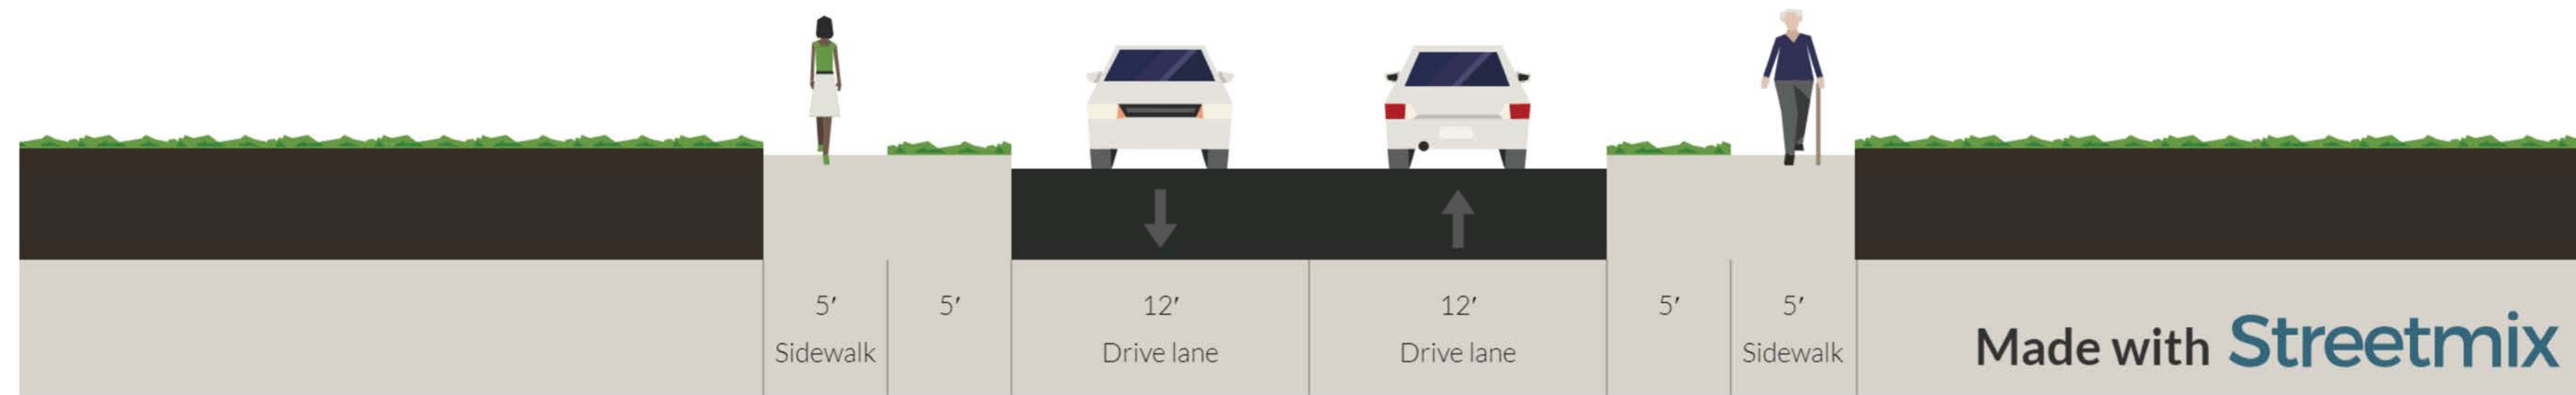 5′ 5′ 12′ 12′ 5′ 5′
Sidewalk Drive lane Drive lane Sidewalk
Made with Streetmix